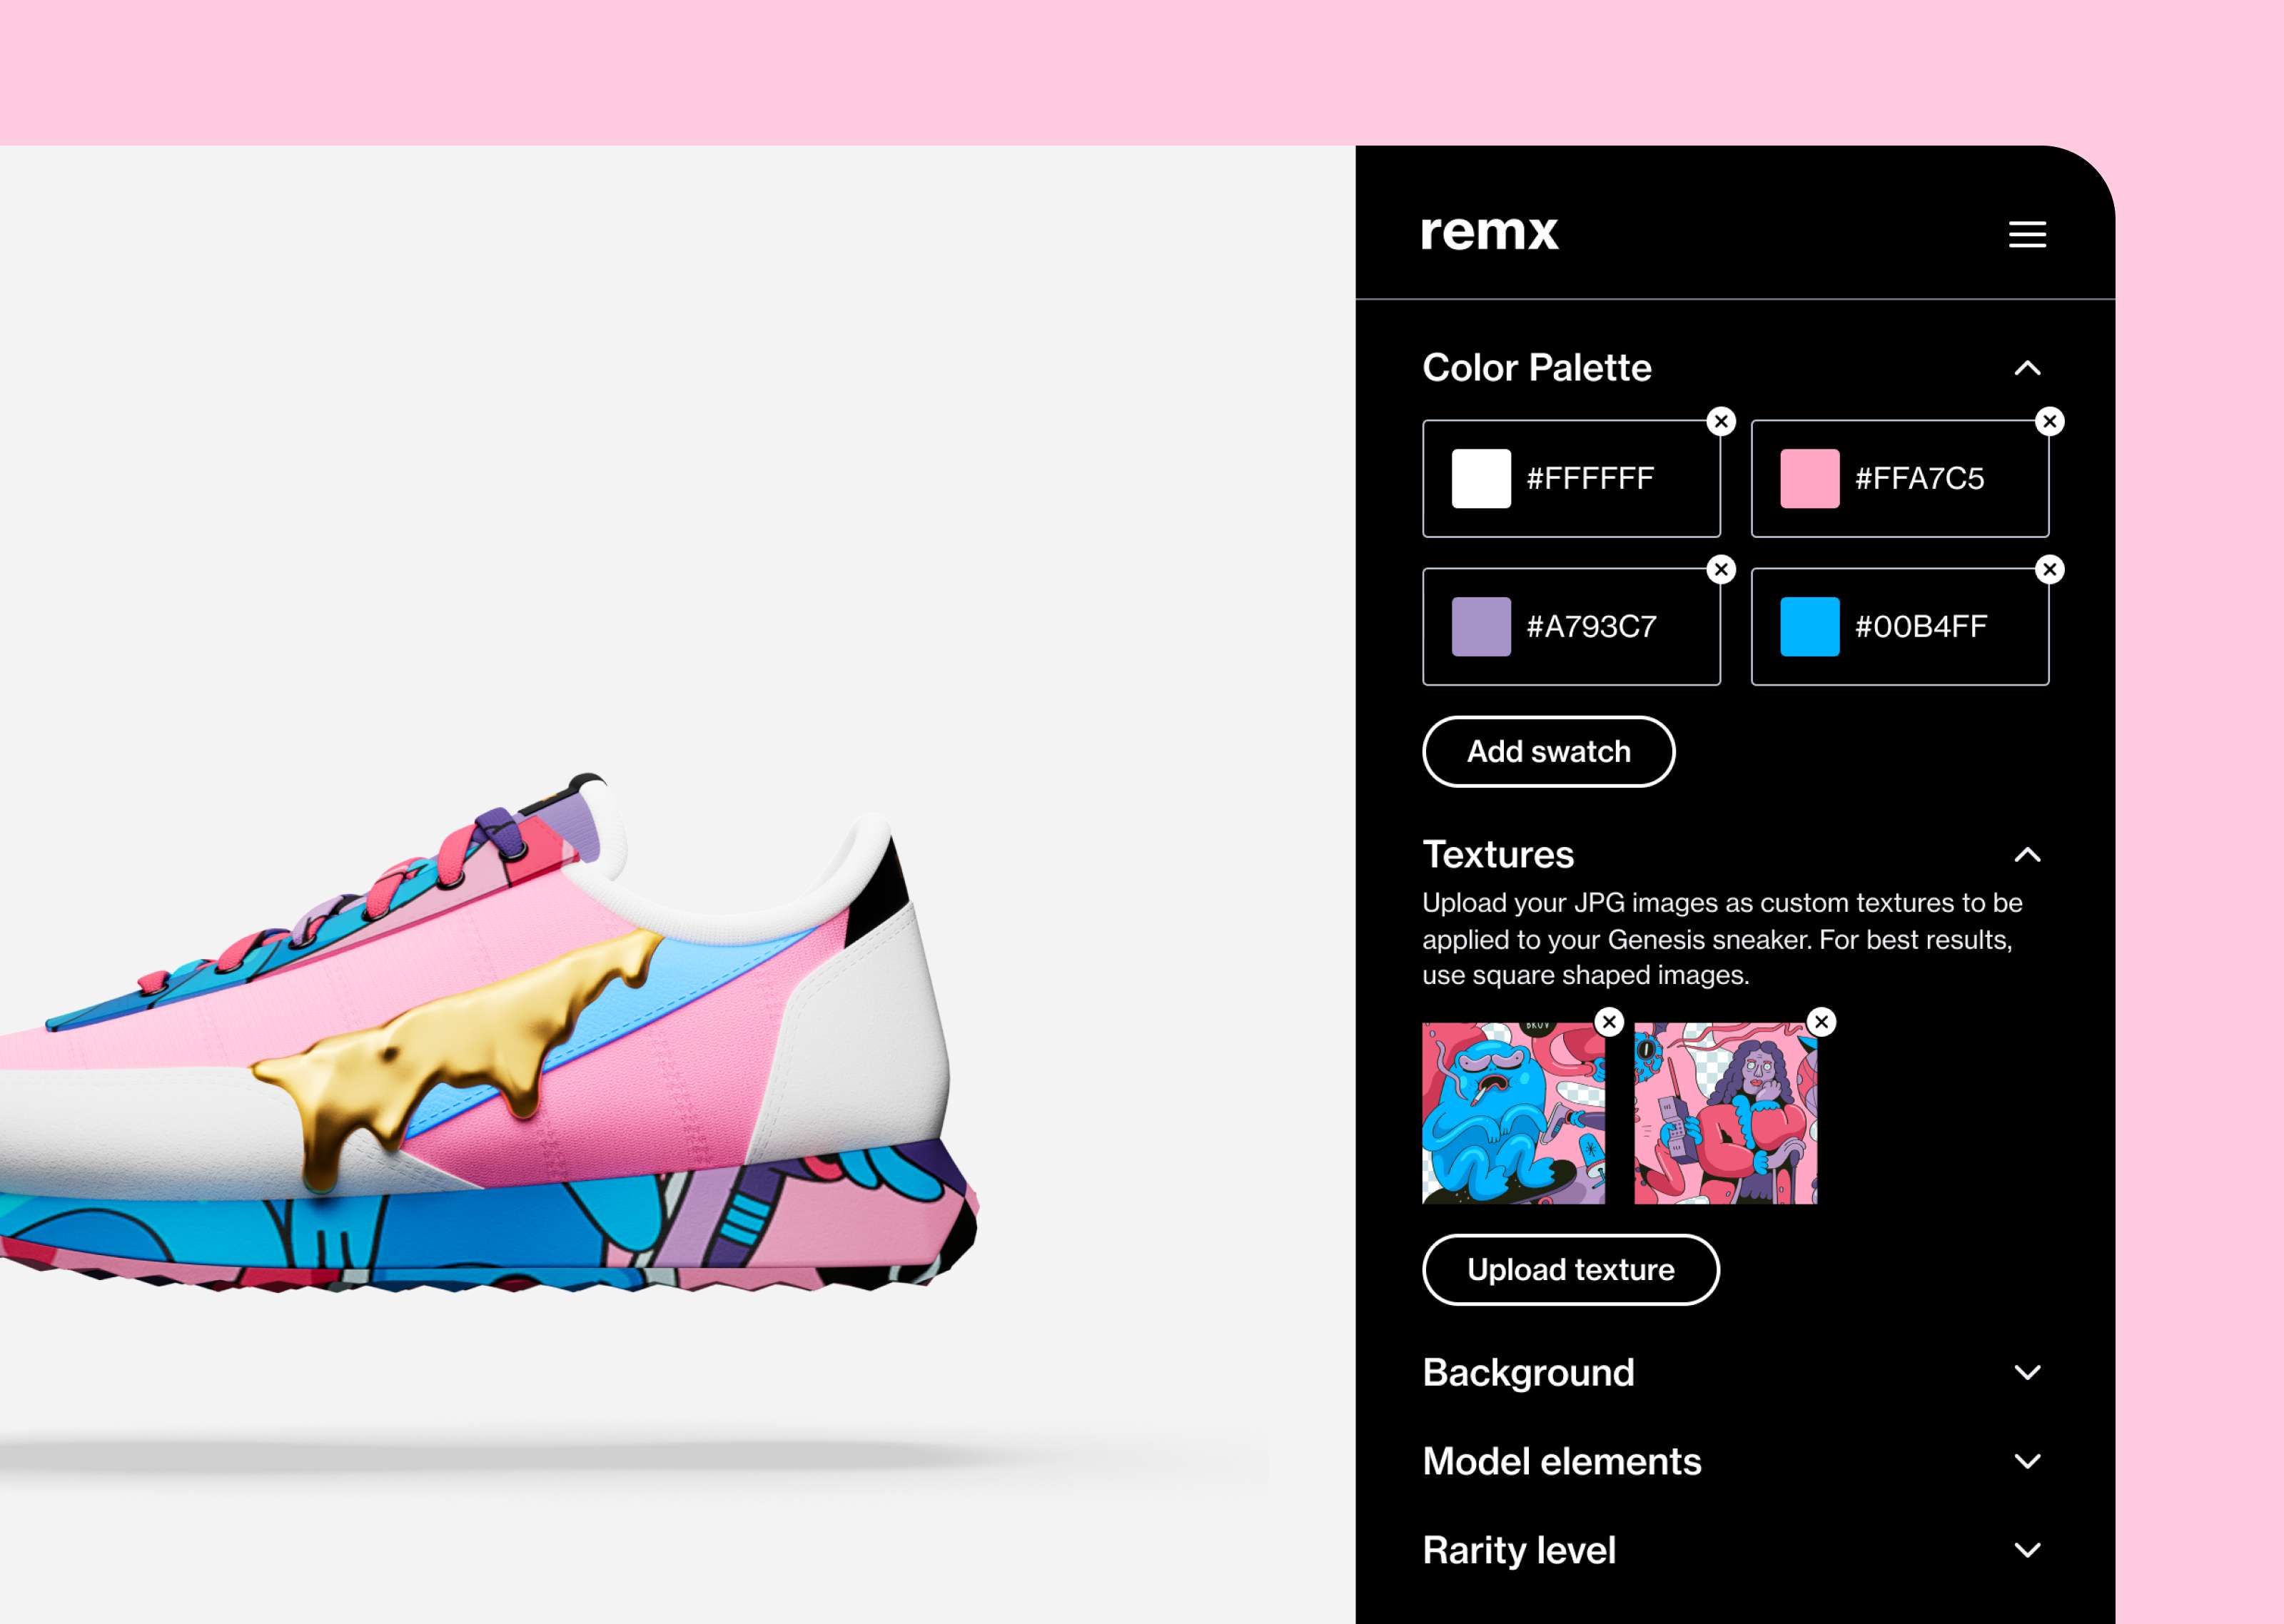 remx
Color Palette
#FFFFFF
#FFA7C5
#A793C7
#00B4FF
Add swatch
Textures
Upload your JPG images as custom textures to be
applied to your Genesis sneaker. For best results,
use square shaped images.
Upload texture
Background
Model elements
Rarity level